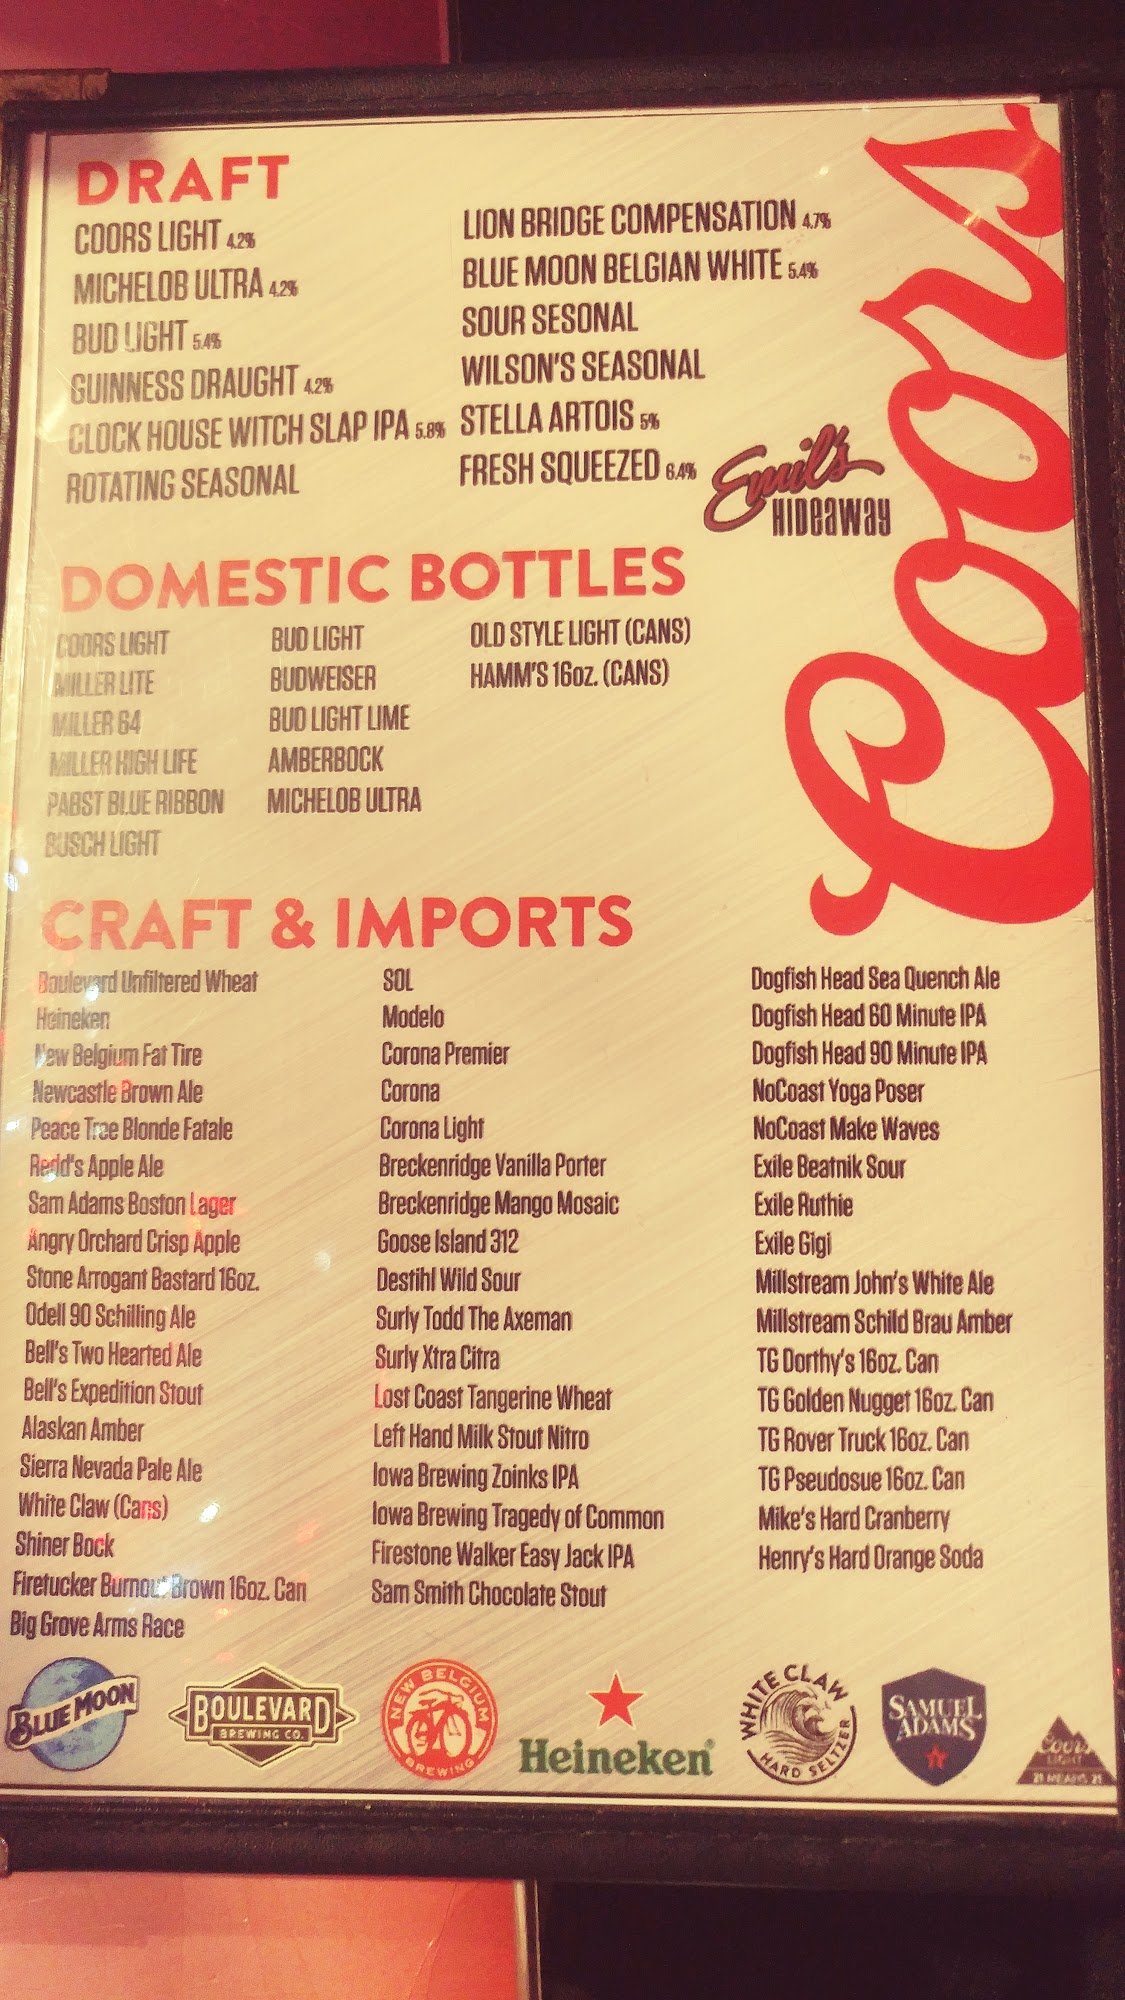 DRAFT
COORS LIGHT 4.2%
MICHELOB ULTRA 4.2%
BUD LIGHT 5.4%
GUINNESS DRAUGHT 4.2%
CLOCK HOUSE WITCH SLAP IPA 5.8%
ROTATING SEASONAL
LION BRIDGE COMPENSATION 4.7%
BLUE MOON BELGIAN WHITE 5.4%
SOUR SESONAL
WILSON'S SEASONAL
STELLA ARTOIS 5%
FRESH SQUEEZED 6.4%
Emil's
HIDeaWaY
Coors
DOMESTIC BOTTLES
COORS LIGHT
MILLER LITE
MILLER 64
MILLER HIGH LIFE
PABST BLUE RIBBON
BUSCH LIGHT
BUD LIGHT
BUDWEISER
BUD LIGHT LIME
AMBERBOCK
MICHELOB ULTRA
OLD STYLE LIGHT (CANS)
HAMM'S 16oz. (CANS)
CRAFT & IMPORTS
Boulevard Unfiltered Wheat
Heineken
New Belgium Fat Tire
Newcastle Brown Ale
Peace Tree Blonde Fatale
Redd's Apple Ale
Sam Adams Boston Lager
Angry Orchard Crisp Apple
Stone Arrogant Bastard 16oz.
Odell 90 Schilling Ale
Bell's Two Hearted Ale
Bell's Expedition Stout
Alaskan Amber
Sierra Nevada Pale Ale
White Claw (Cans)
Shiner Bock
Firetucker Burnout Brown 16oz. Can
Big Grove Arms Race
SOL
Modelo
Corona Premier
Corona
Corona Light
Breckenridge Vanilla Porter
Breckenridge Mango Mosaic
Goose Island 312
Destihl Wild Sour
Surly Todd The Axeman
Surly Xtra Citra
Lost Coast Tangerine Wheat
Left Hand Milk Stout Nitro
Iowa Brewing Zoinks IPA
Iowa Brewing Tragedy of Common
Firestone Walker Easy Jack IPA
Sam Smith Chocolate Stout
Dogfish Head Sea Quench Ale
Dogfish Head 60 Minute IPA
Dogfish Head 90 Minute IPA
NoCoast Yoga Poser
NoCoast Make Waves
Exile Beatnik Sour
Exile Ruthie
Exile Gigi
Millstream John's White Ale
Millstream Schild Brau Amber
TG Dorthy's 16oz. Can
TG Golden Nugget 16oz. Can
TG Rover Truck 16oz. Can
TG Pseudosue 16oz. Can
Mike's Hard Cranberry
Henry's Hard Orange Soda
BLUE MOON
BOULEVARD
BREWING CO.
NEW BELGIUM
BREWING
Heineken
WHITE CLAW
HARD SELTZER
SAMUEL
ADAMS
Coors
LIGHT
21 MEANS 21